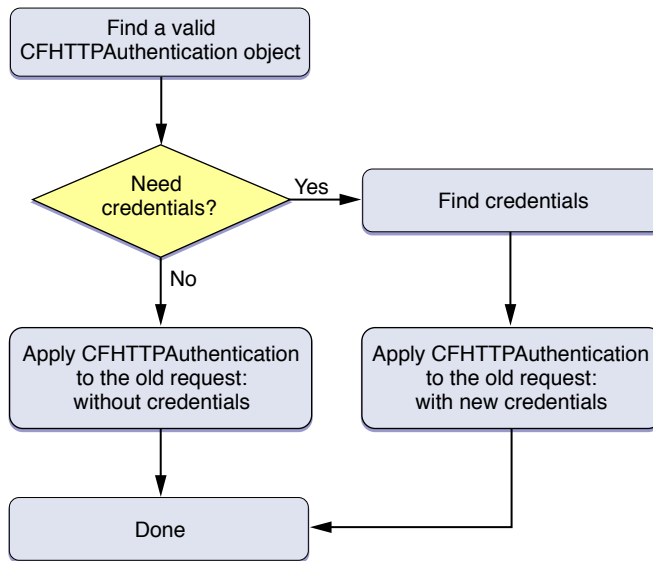 Find a valid
CFHTTPAuthentication object
Need
credentials?
Yes
Find credentials
No
Apply CFHTTPAuthentication
to the old request:
without credentials
Apply CFHTTPAuthentication
to the old request:
with new credentials
Done